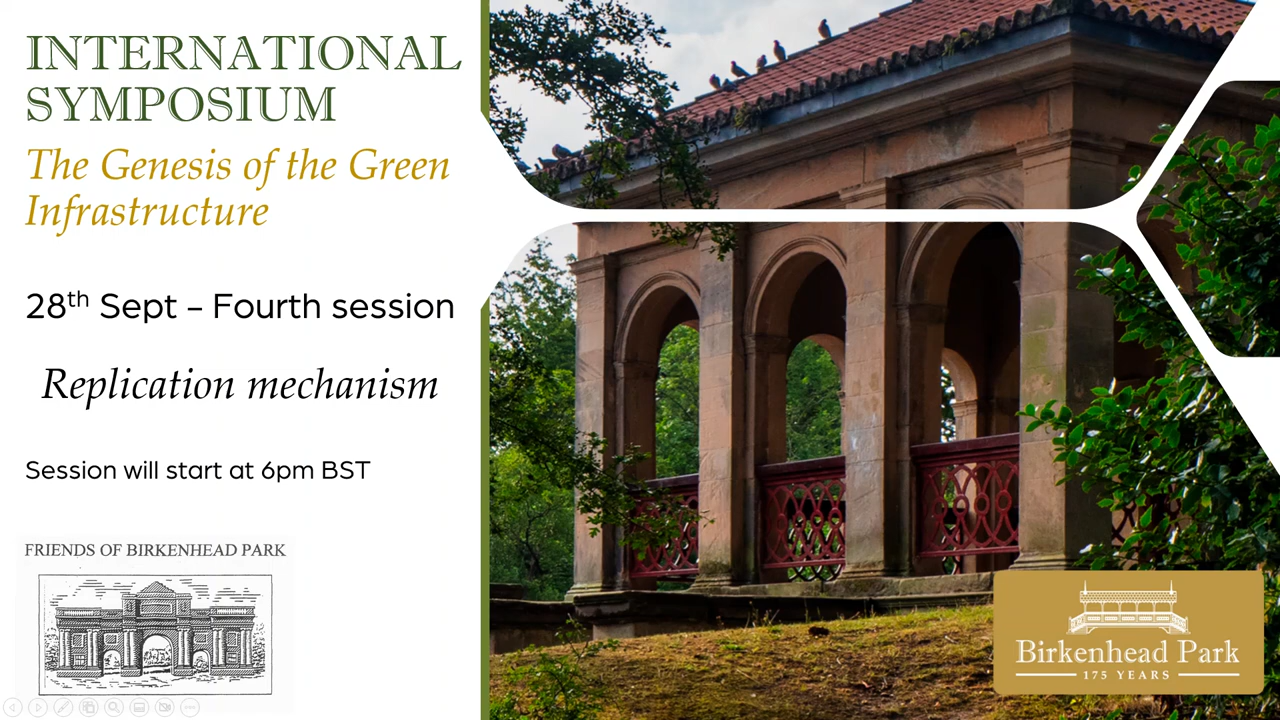 INTERNATIONAL
SYMPOSIUM
The Genesis of the Green
Infrastructure
28th Sept – Fourth session
Replication mechanism
Session will start at 6pm BST
FRIENDS OF BIRKENHEAD PARK
Birkenhead Park
175 YEARS